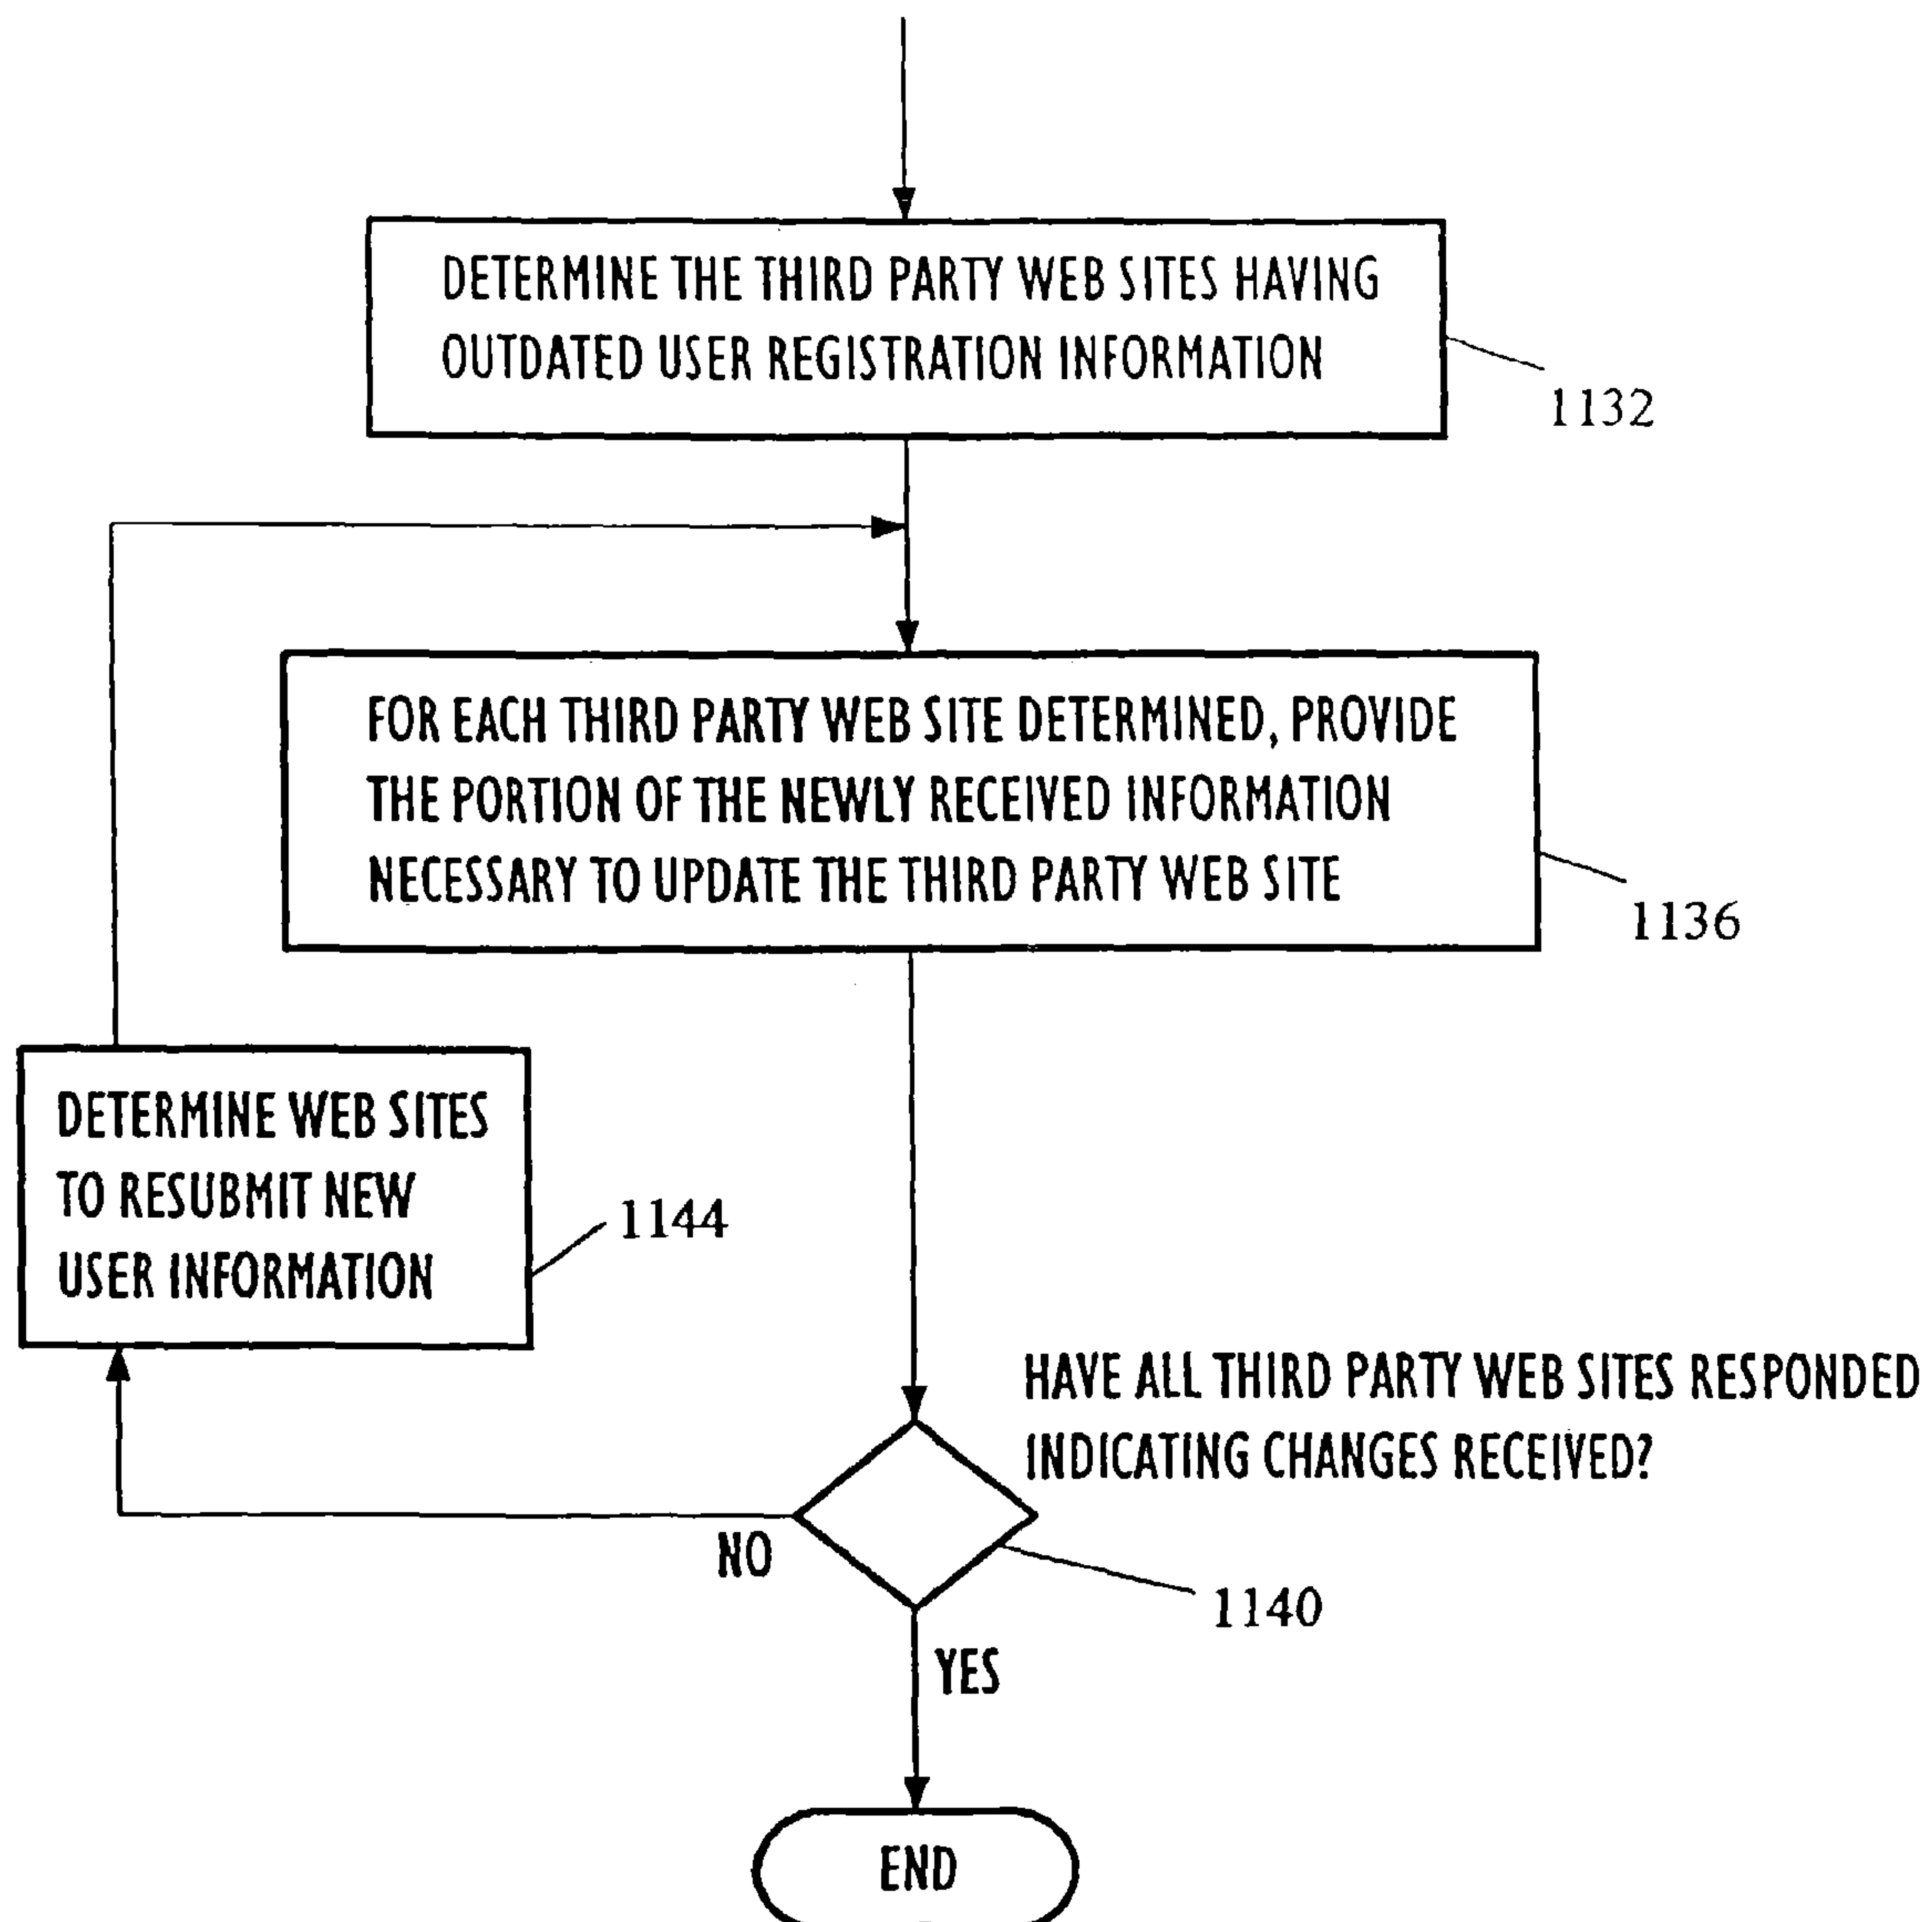 DETERMINE THE THIRD PARTY WEB SITES HAVING
OUTDATED USER REGISTRATION INFORMATION
1132
FOR EACH THIRD PARTY WEB SITE DETERMINED, PROVIDE
THE PORTION OF THE NEWLY RECEIVED INFORMATION
NECESSARY TO UPDATE THE THIRD PARTY WEB SITE
1136
DETERMINE WEB SITES
TO RESUBMIT NEW
USER INFORMATION
1144
HAVE ALL THIRD PARTY WEB SITES RESPONDED
INDICATING CHANGES RECEIVED?
NO
1140
YES
END